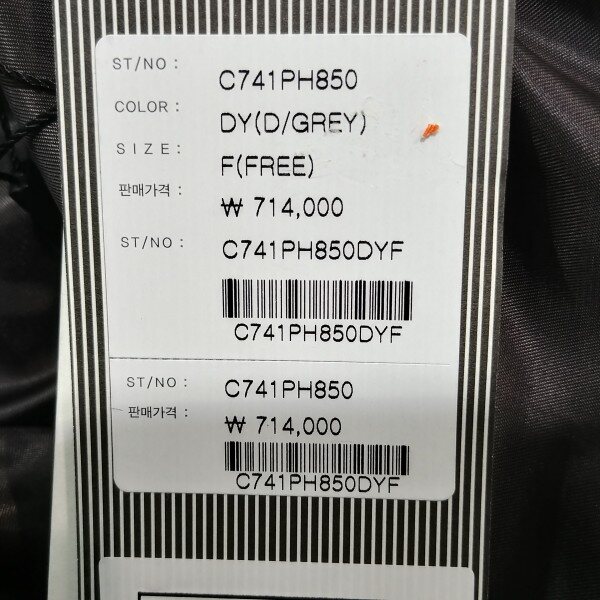 ST/NO : C741PH850
COLOR : DY(D/GREY)
SIZE : F(FREE)
판매가격 : ₩ 714,000
ST/NO : C741PH850DYF
C741PH850DYF
ST/NO : C741PH850
판매가격 : ₩ 714,000
C741PH850DYF